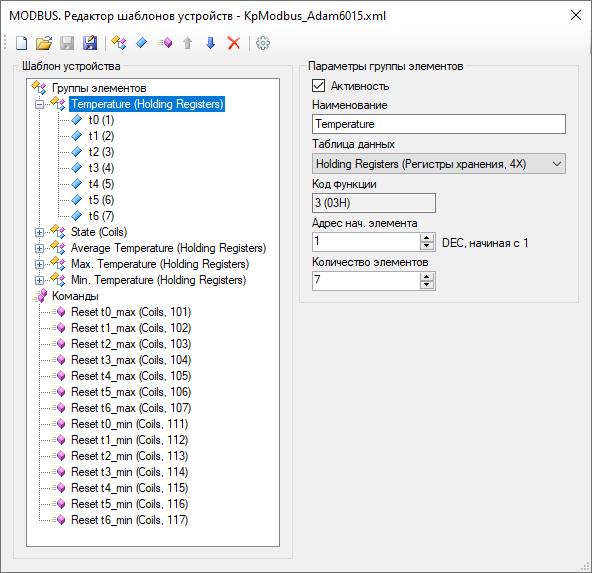 MODBUS. Редактор шаблонов устройств - KpModbus_Adam6015.xml
Шаблон устройства
Группы элементов
Temperature (Holding Registers)
t0 (1)
t1 (2)
t2 (3)
t3 (4)
t4 (5)
t5 (6)
t6 (7)
State (Coils)
Average Temperature (Holding Registers)
Max. Temperature (Holding Registers)
Min. Temperature (Holding Registers)
Команды
Reset t0_max (Coils, 101)
Reset t1_max (Coils, 102)
Reset t2_max (Coils, 103)
Reset t3_max (Coils, 104)
Reset t4_max (Coils, 105)
Reset t5_max (Coils, 106)
Reset t6_max (Coils, 107)
Reset t0_min (Coils, 111)
Reset t1_min (Coils, 112)
Reset t2_min (Coils, 113)
Reset t3_min (Coils, 114)
Reset t4_min (Coils, 115)
Reset t5_min (Coils, 116)
Reset t6_min (Coils, 117)
Параметры группы элементов
Активность
Наименование
Temperature
Таблица данных
Holding Registers (Регистры хранения, 4X)
Код функции
3 (03H)
Адрес нач. элемента
1 DEC, начиная с 1
Количество элементов
7